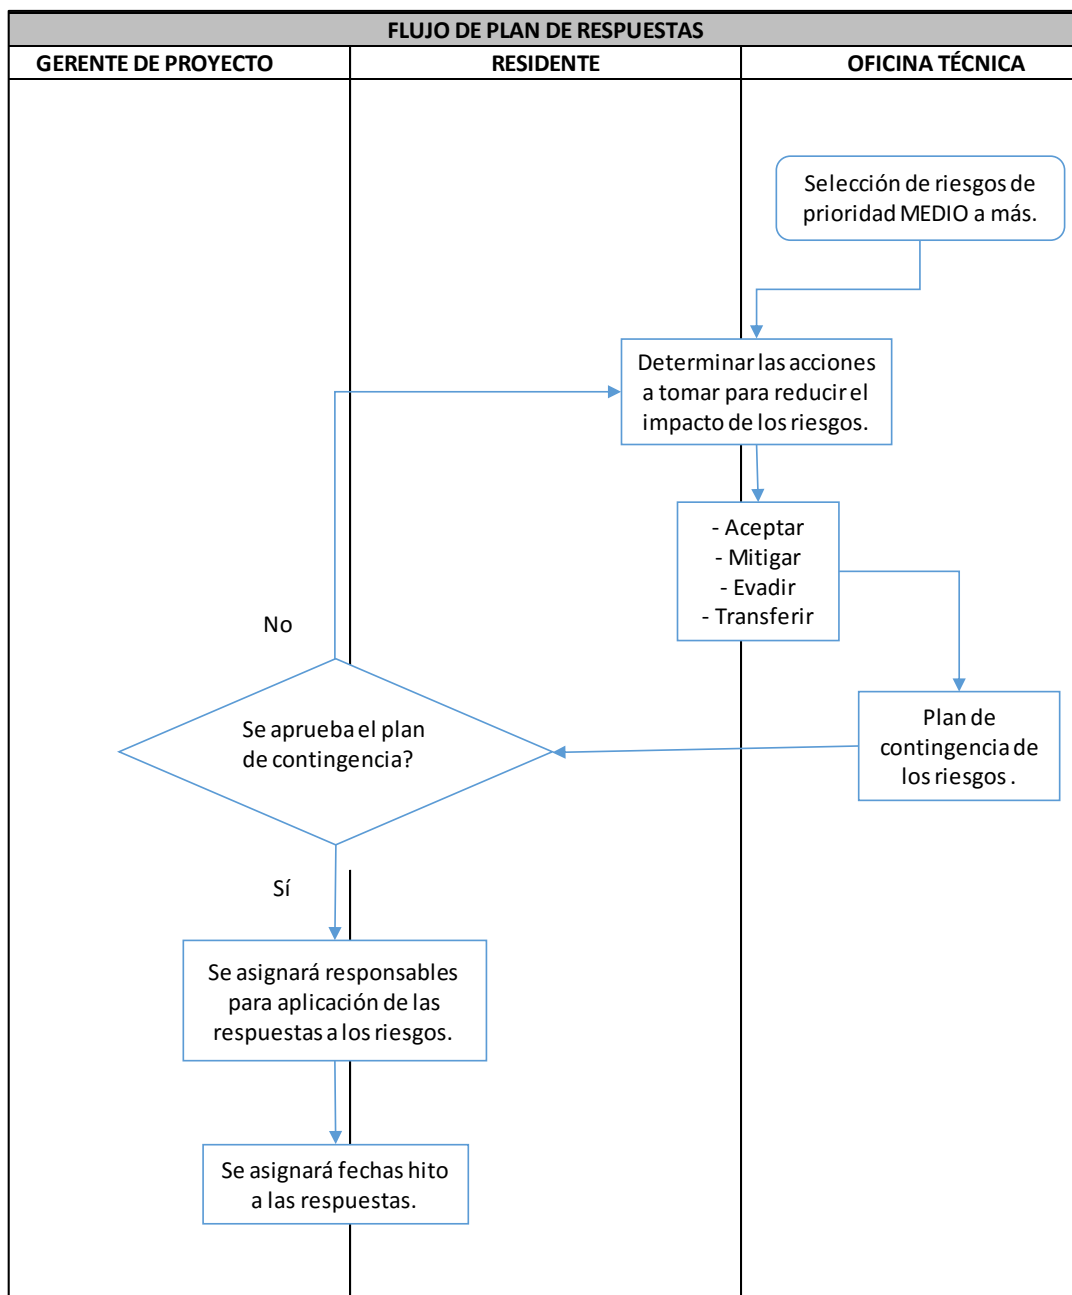 FLUJO DE PLAN DE RESPUESTAS
GERENTE DE PROYECTO
RESIDENTE
OFICINA TÉCNICA
Selección de riesgos de
prioridad MEDIO a más.
Determinar las acciones
a tomar para reducir el
impacto de los riesgos.
- Aceptar
- Mitigar
- Evadir
- Transferir
No
Se aprueba el plan
de contingencia?
Plan de
contingencia de
los riesgos .
Sí
Se asignará responsables
para aplicación de las
respuestas a los riesgos.
Se asignará fechas hito
a las respuestas.